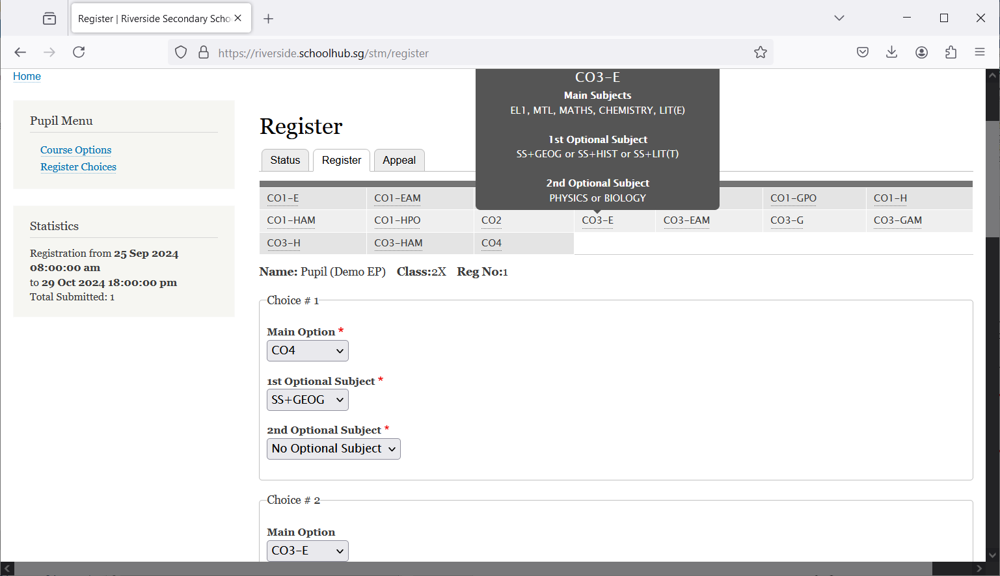 Register | Riverside Secondary Scho
https://riverside.schoolhub.sg/stm/register
Home
Pupil Menu
Course Options
Register Choices
Statistics
Registration from 25 Sep 2024
08:00:00 am
to 29 Oct 2024 18:00:00 pm
Total Submitted: 1
Register
Status
Register
Appeal
CO3-E
Main Subjects
EL1, MTL, MATHS, CHEMISTRY, LIT(E)
1st Optional Subject
SS+GEOG or SS+HIST or SS+LIT(T)
2nd Optional Subject
PHYSICS or BIOLOGY
CO1-E CO1-EAM CO1-GPO CO1-H
CO1-HAM CO1-HPO CO2 CO3-E CO3-EAM CO3-G CO3-GAM
CO3-H CO3-HAM CO4
Name: Pupil (Demo EP) Class:2X Reg No:1
Choice # 1
Main Option *
CO4
1st Optional Subject *
SS+GEOG
2nd Optional Subject *
No Optional Subject
Choice # 2
Main Option
CO3-E